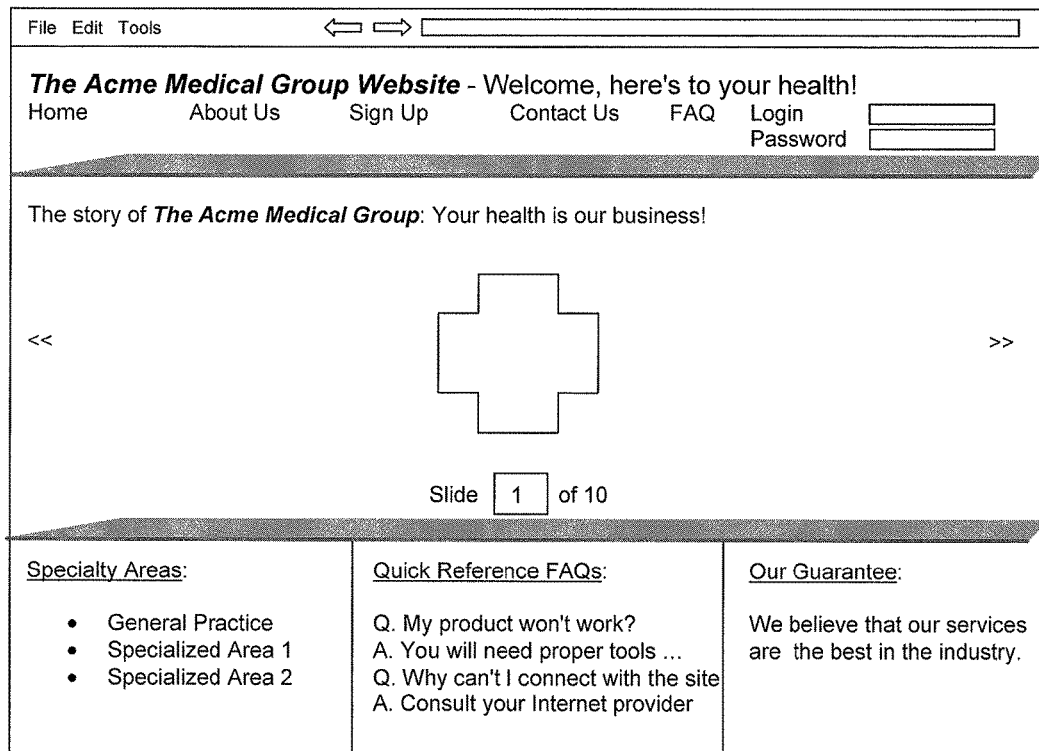 File Edit Tools
The Acme Medical Group Website - Welcome, here's to your health!
Home About Us Sign Up Contact Us FAQ Login
Password
The story of The Acme Medical Group: Your health is our business!
<< >>
Slide 1 of 10
Specialty Areas:
• General Practice
• Specialized Area 1
• Specialized Area 2
Quick Reference FAQs:
Q. My product won't work?
A. You will need proper tools ...
Q. Why can't I connect with the site
A. Consult your Internet provider
Our Guarantee:
We believe that our services
are the best in the industry.